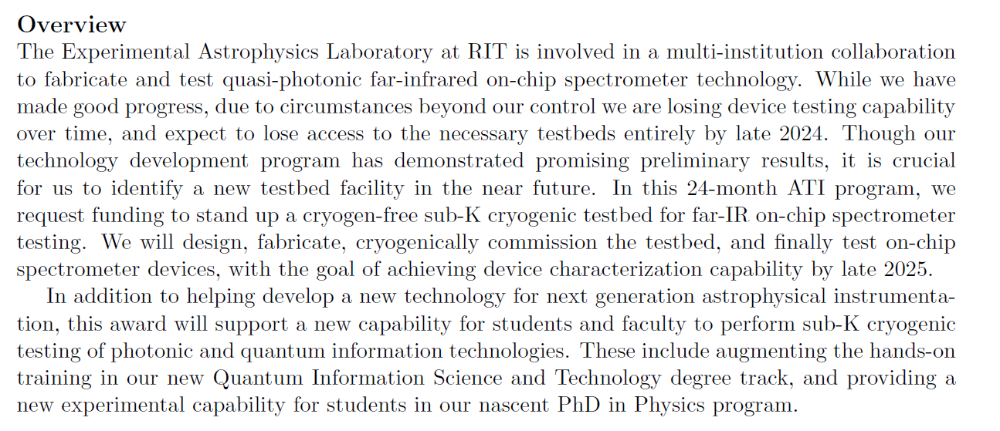 Overview
The Experimental Astrophysics Laboratory at RIT is involved in a multi-institution collaboration
to fabricate and test quasi-photonic far-infrared on-chip spectrometer technology. While we have
made good progress, due to circumstances beyond our control we are losing device testing capability
over time, and expect to lose access to the necessary testbeds entirely by late 2024. Though our
technology development program has demonstrated promising preliminary results, it is crucial
for us to identify a new testbed facility in the near future. In this 24-month ATI program, we
request funding to stand up a cryogen-free sub-K cryogenic testbed for far-IR on-chip spectrometer
testing. We will design, fabricate, cryogenically commission the testbed, and finally test on-chip
spectrometer devices, with the goal of achieving device characterization capability by late 2025.
In addition to helping develop a new technology for next generation astrophysical instrumenta-
tion, this award will support a new capability for students and faculty to perform sub-K cryogenic
testing of photonic and quantum information technologies. These include augmenting the hands-on
training in our new Quantum Information Science and Technology degree track, and providing a
new experimental capability for students in our nascent PhD in Physics program.